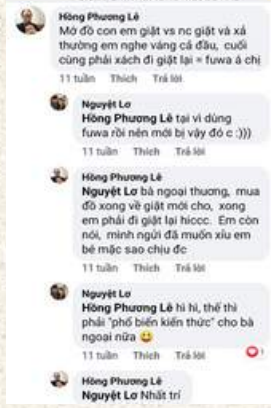 Hồng Phương Lê
Mớ đồ con em giặt vs nc giặt và xả
thường em nghe váng cả đầu, cuối
cùng phải xách đi giặt lại = fuwa á chị
11 tuần Thích Trả lời
Nguyệt Lơ
Hồng Phương Lê tại vì dùng
fuwa rồi nên mới bị vậy đó c :)))
11 tuần Thích Trả lời
Hồng Phương Lê
Nguyệt Lơ bà ngoại thương, mua
đồ xong về giặt mới cho, xong
em phải đi giặt lại hiccc. Em còn
nói, mình ngửi đã muốn xỉu em
bé mặc sao chịu đc
11 tuần Thích Trả lời
Nguyệt Lơ
Hồng Phương Lê hi hi, thế thì
phải "phổ biến kiến thức" cho bà
ngoại nữa 😃
11 tuần Thích Trả lời
Hồng Phương Lê
Nguyệt Lơ Nhất trí